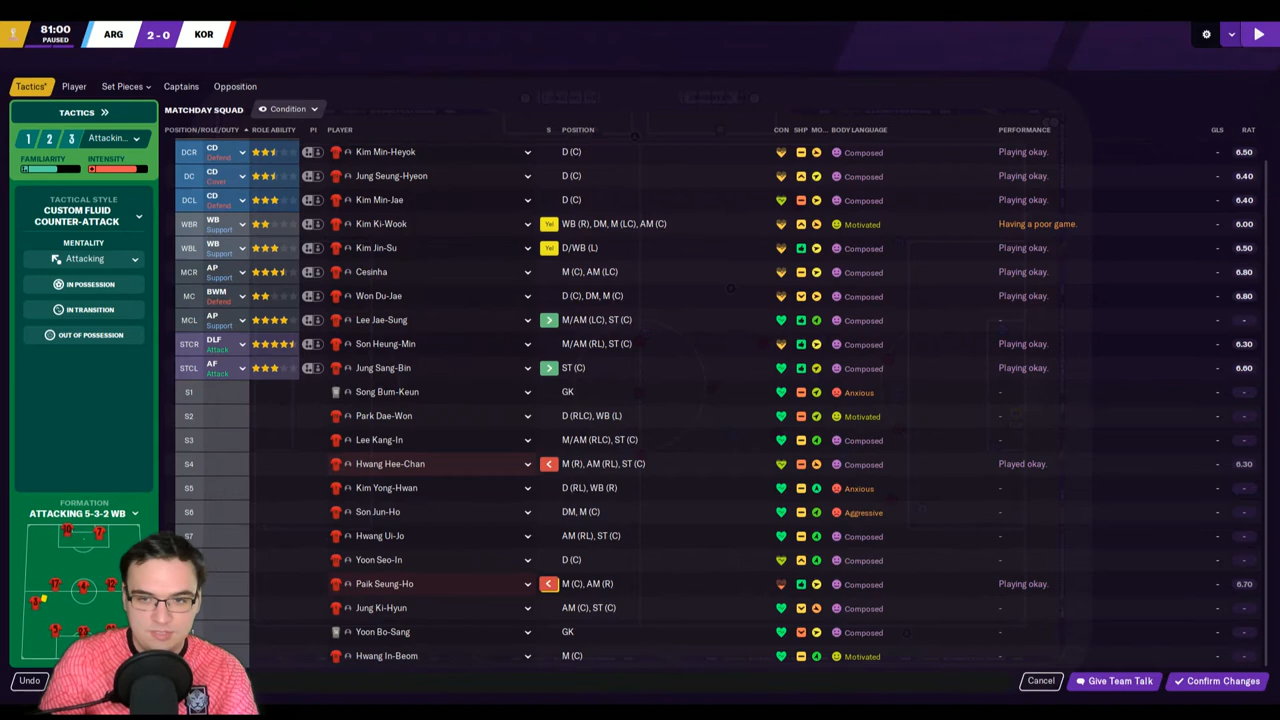 81:00
PAUSED
ARG 2 - 0 KOR
Tactics* Player Set Pieces Captains Opposition
TACTICS MATCHDAY SQUAD Condition
1 2 3 Attackin...
FAMILIARITY INTENSITY
TACTICAL STYLE
CUSTOM FLUID
COUNTER-ATTACK
MENTALITY
Attacking
IN POSSESSION
IN TRANSITION
OUT OF POSSESSION
FORMATION
ATTACKING 5-3-2 WB
POSITION/ROLE/DUTY ROLE ABILITY PI PLAYER S POSITION CON SHP MO... BODY LANGUAGE PERFORMANCE GLS RAT
DCR CD Defend Kim Min-Heyok D (C) Composed Playing okay. - 6.50
DC CD Cover Jung Seung-Hyeon D (C) Composed Playing okay. - 6.40
DCL CD Defend Kim Min-Jae D (C) Composed Playing okay. - 6.40
WBR WB Support Kim Ki-Wook Yel WB (R), DM, M (LC), AM (C) Motivated Having a poor game. - 6.00
WBL WB Support Kim Jin-Su Yel D/WB (L) Composed Playing okay. - 6.50
MCR AP Support Cesinha M (C), AM (LC) Composed Playing okay. - 6.80
MC BWM Defend Won Du-Jae D (C), DM, M (C) Composed Playing okay. - 6.80
MCL AP Support Lee Jae-Sung M/AM (LC), ST (C) Composed - - -
STCR DLF Attack Son Heung-Min M/AM (RL), ST (C) Composed Playing okay. - 6.30
STCL AF Attack Jung Sang-Bin ST (C) Composed Playing okay. - 6.60
S1 Song Bum-Keun GK Anxious - - -
S2 Park Dae-Won D (RLC), WB (L) Motivated - - -
S3 Lee Kang-In M/AM (RLC), ST (C) Composed - - -
S4 Hwang Hee-Chan M (R), AM (RL), ST (C) Composed Played okay. - 6.30
S5 Kim Yong-Hwan D (RL), WB (R) Anxious - - -
S6 Son Jun-Ho DM, M (C) Aggressive - - -
S7 Hwang Ui-Jo AM (RL), ST (C) Composed - - -
Yoon Seo-In D (C) Composed - - -
Paik Seung-Ho M (C), AM (R) Composed Playing okay. - 6.70
Jung Ki-Hyun AM (C), ST (C) Composed - - -
Yoon Bo-Sang GK Composed - - -
Hwang In-Beom M (C) Motivated - - -
Undo Cancel Give Team Talk Confirm Changes